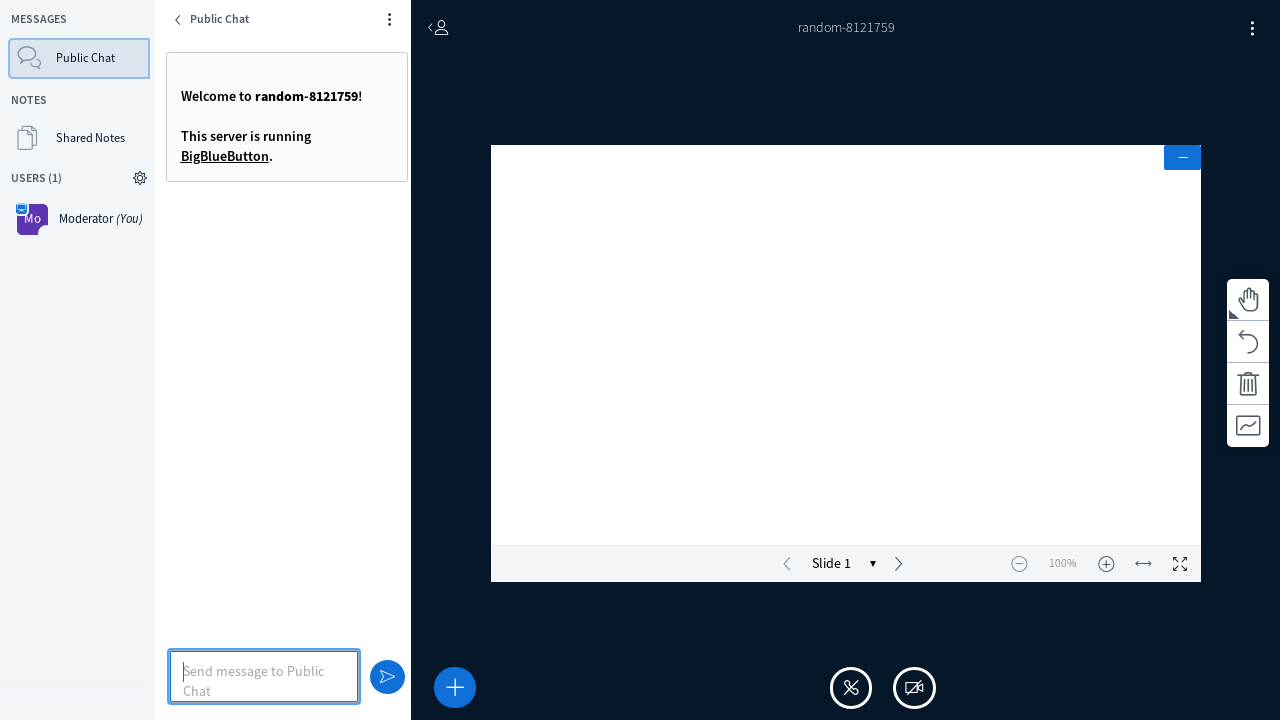 MESSAGES
Public Chat
NOTES
Shared Notes
USERS (1)
Mo
Moderator (You)
Public Chat
Welcome to random-8121759!
This server is running
BigBlueButton.
Send message to Public
Chat
random-8121759
Slide 1
100%